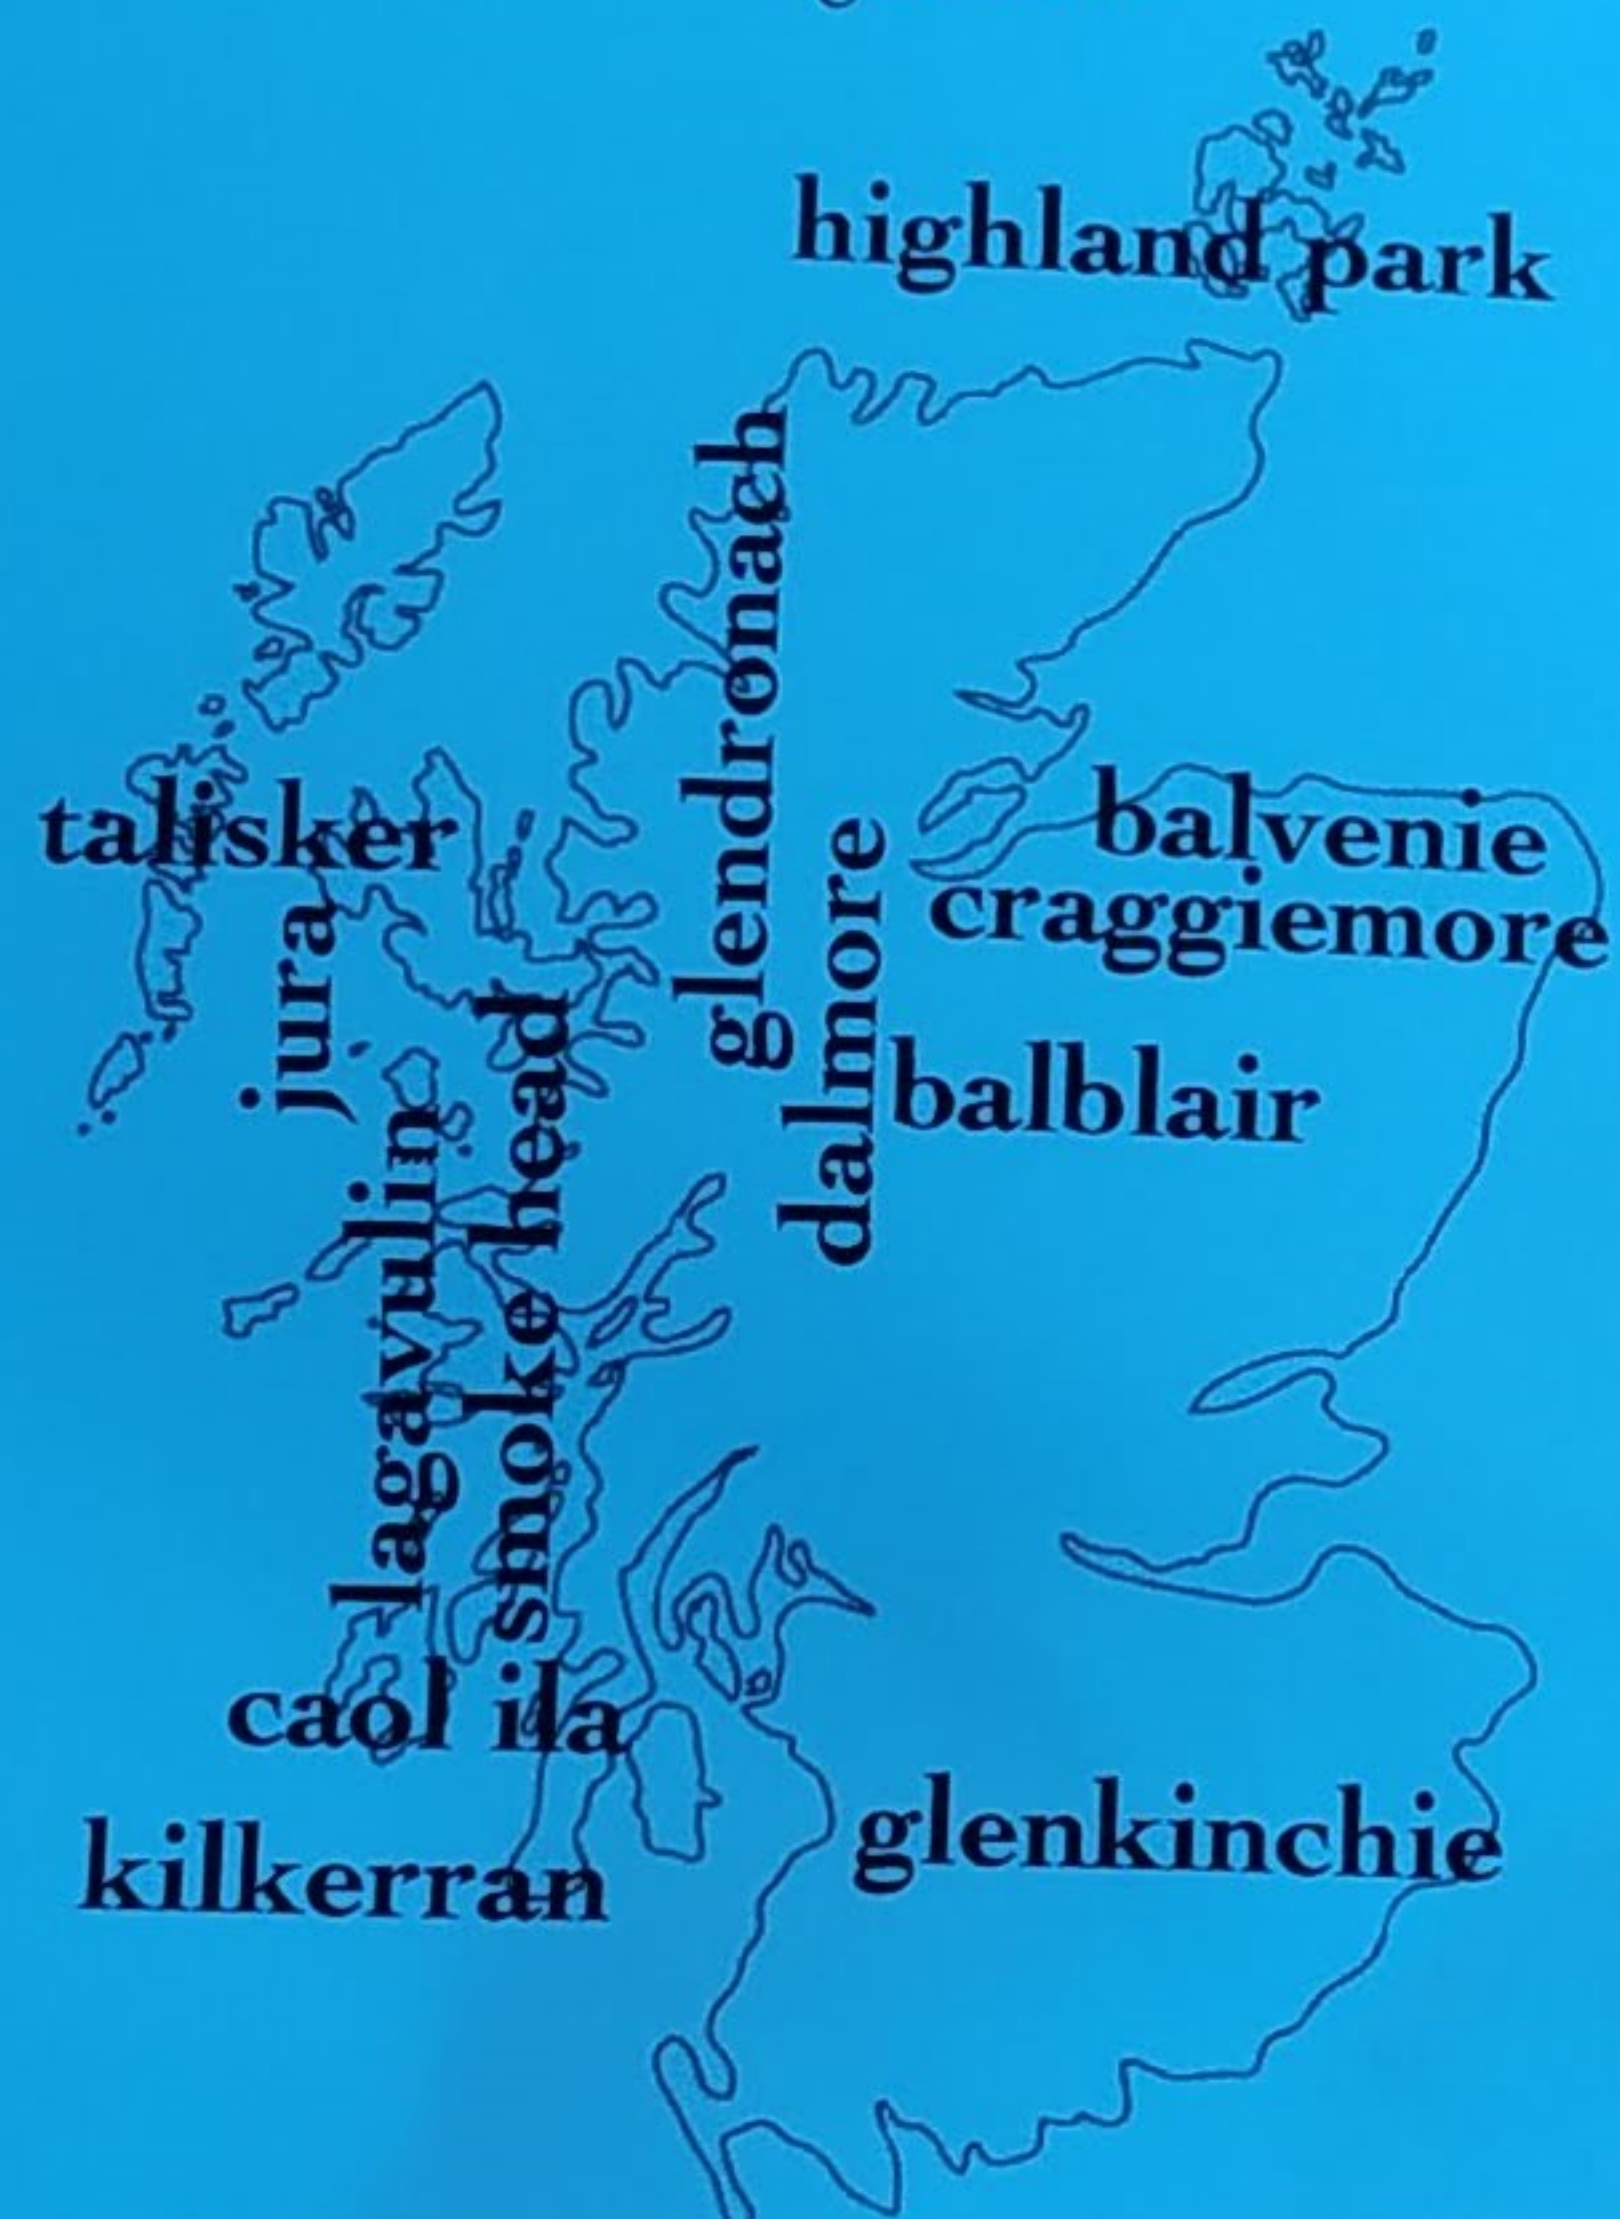 highland park
glendronach
talisker
balvenie
craggiemore
dalmore
jura
smoke head
balblair
lagavulin
caol ila
glenkinchie
kilkerran